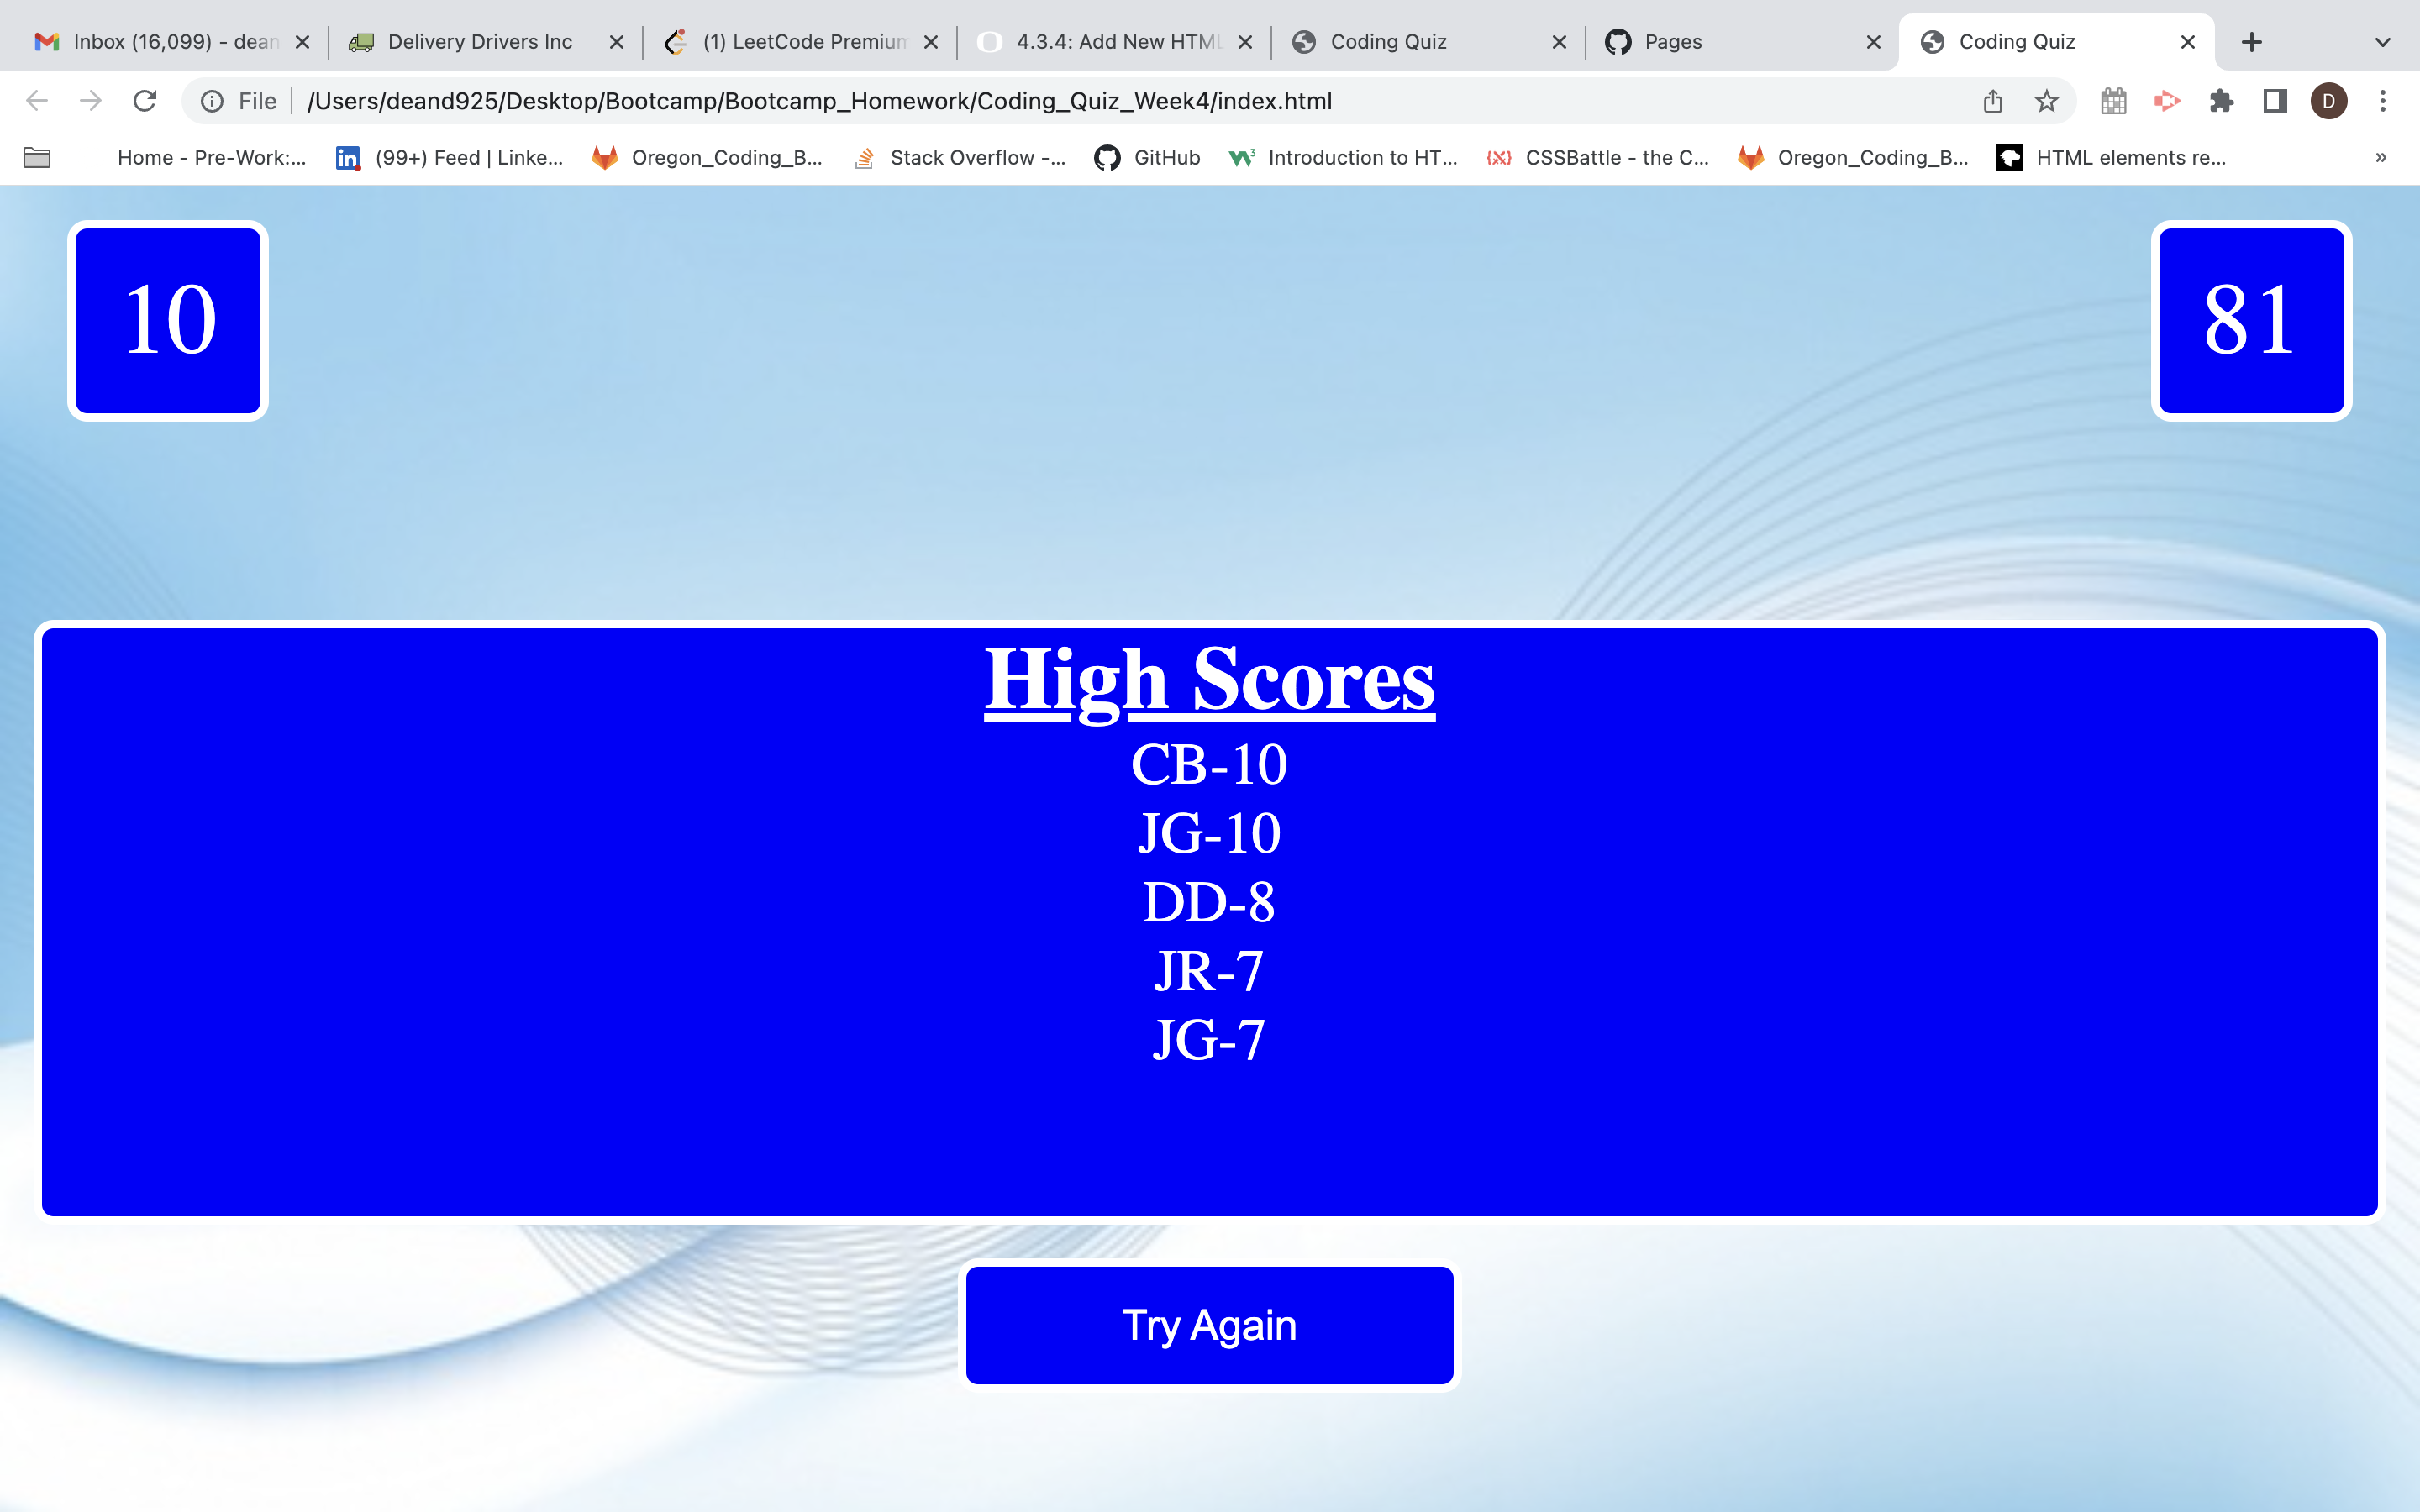 Inbox (16,099) - dean
Delivery Drivers Inc
(1) LeetCode Premium
4.3.4: Add New HTML
Coding Quiz
Pages
Coding Quiz
File
/Users/deand925/Desktop/Bootcamp/Bootcamp_Homework/Coding_Quiz_Week4/index.html
D
Home - Pre-Work:...
in
(99+) Feed | Linke...
Oregon_Coding_B...
Stack Overflow -...
GitHub
Introduction to HT...
CSSBattle - the C...
Oregon_Coding_B...
HTML elements re...
»
10
81
High Scores
CB-10
JG-10
DD-8
JR-7
JG-7
Try Again